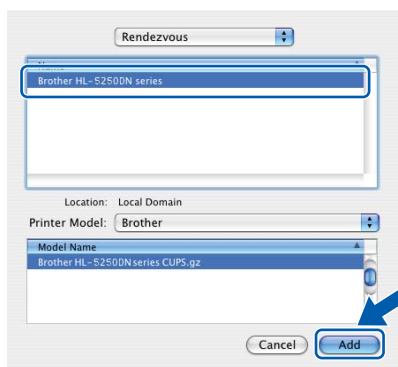 Rendezvous
Name
Brother HL-5250DN series
Location: Local Domain
Printer Model: Brother
Model Name
Brother HL-5250DN series CUPS.gz
Cancel Add